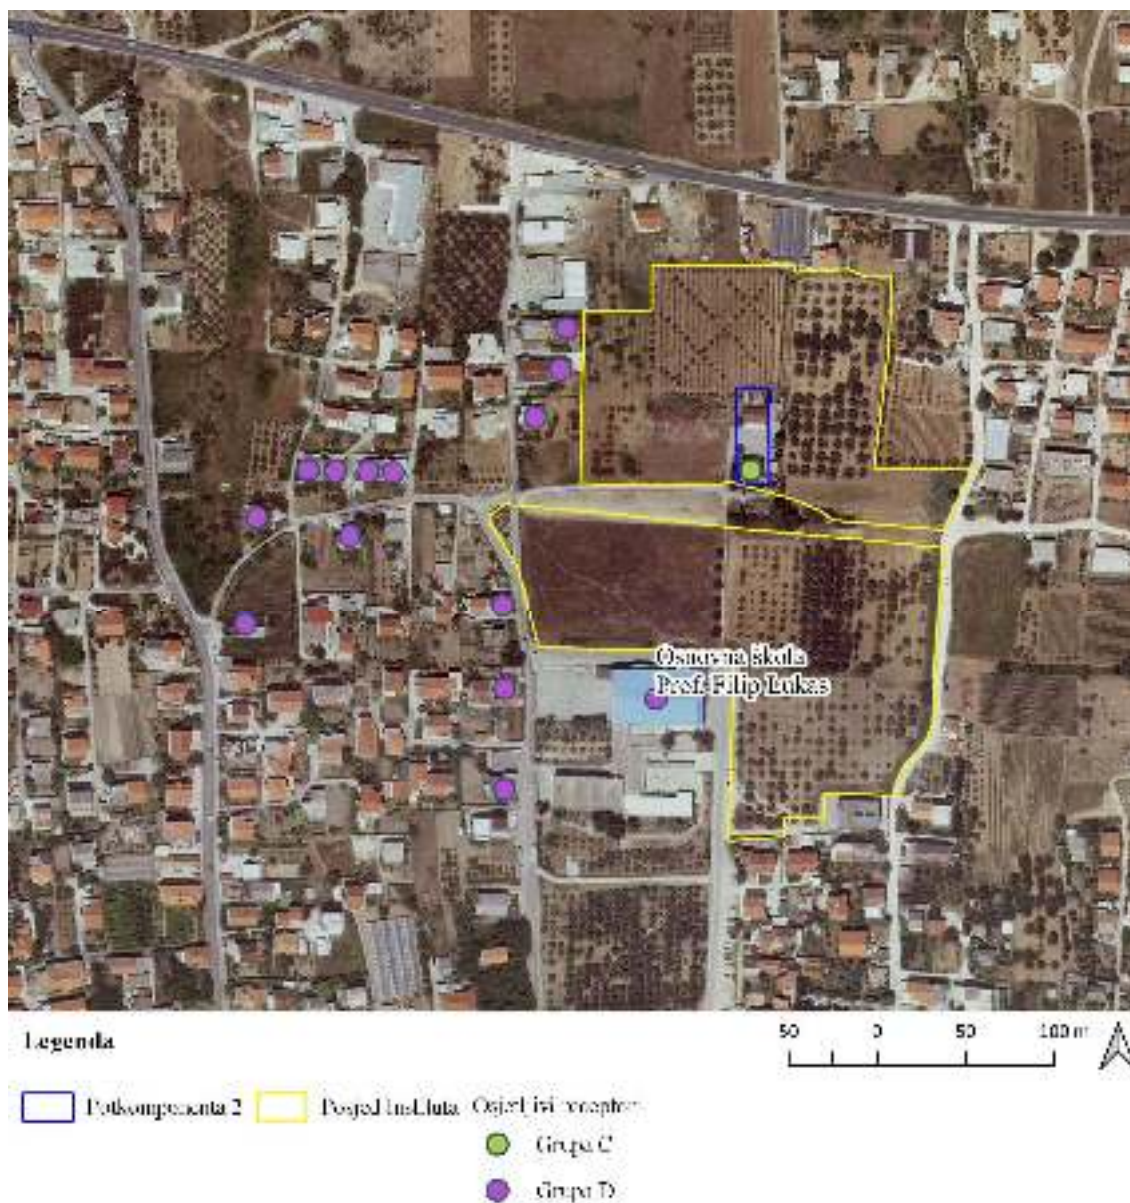 Osnovna škola
Prof. Filip Lukas
Legenda
50 0 50 100 m
Potkomponenta 2
Posjed Instituta
Osjetljivi receptori
Grupa C
Grupa D